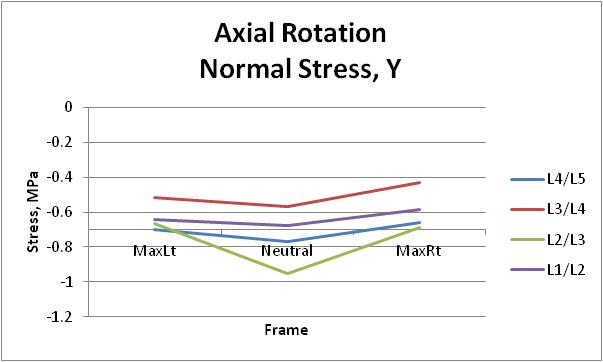 Axial Rotation
Normal Stress, Y
0
-0.2
-0.4
-0.6
-0.8
-1
-1.2
Stress, MPa
MaxLt
Neutral
MaxRt
Frame
L4/L5
L3/L4
L2/L3
L1/L2